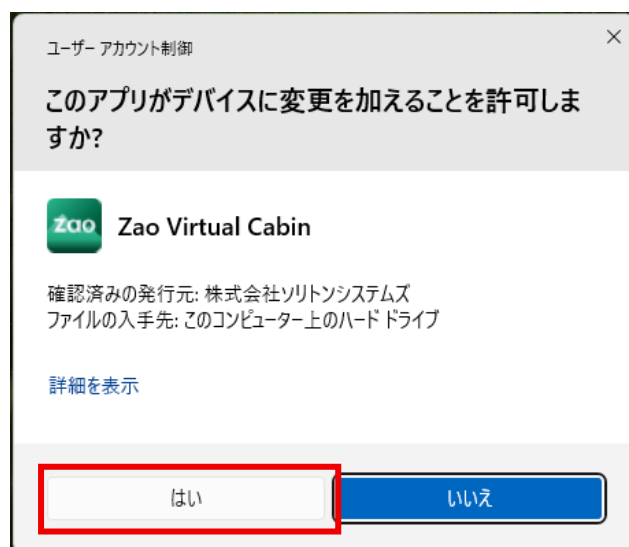 ユーザー アカウント制御
このアプリがデバイスに変更を加えることを許可しま
すか?
zao
Zao Virtual Cabin
確認済みの発行元: 株式会社ソリトンシステムズ
ファイルの入手先: このコンピューター上のハード ドライブ
詳細を表示
はい
いいえ